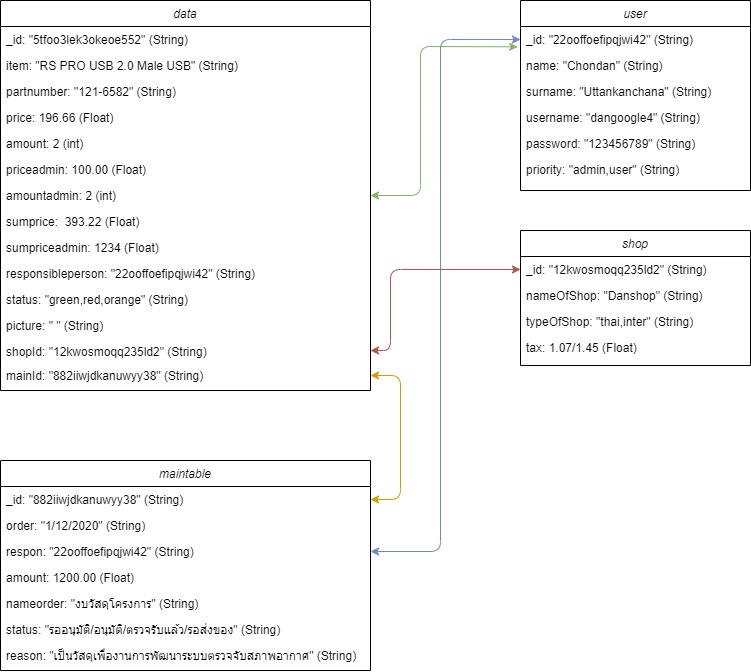 data
_id: "5tfoo3lek3okeoe552" (String)
item: "RS PRO USB 2.0 Male USB" (String)
partnumber: "121-6582" (String)
price: 196.66 (Float)
amount: 2 (int)
priceadmin: 100.00 (Float)
amountadmin: 2 (int)
sumprice:  393.22 (Float)
sumpriceadmin: 1234 (Float)
responsibleperson: "22ooffoefipqjwi42" (String)
status: "green,red,orange" (String)
picture: " " (String)
shopId: "12kwosmoqq235ld2" (String)
mainId: "882iiwjdkanuwyy38" (String)
user
_id: "22ooffoefipqjwi42" (String)
name: "Chondan" (String)
surname: "Uttankanchana" (String)
username: "dangoogle4" (String)
password: "123456789" (String)
priority: "admin,user" (String)
shop
_id: "12kwosmoqq235ld2" (String)
nameOfShop: "Danshop" (String)
typeOfShop: "thai,inter" (String)
tax: 1.07/1.45 (Float)
maintable
_id: "882iiwjdkanuwyy38" (String)
order: "1/12/2020" (String)
respon: "22ooffoefipqjwi42" (String)
amount: 1200.00 (Float)
nameorder: "งบวัสดุโครงการ" (String)
status: "รออนุมัติ/อนุมัติ/ตรวจรับแล้ว/รอส่งของ" (String)
reason: "เป็นวัสดุเพื่องานการพัฒนาระบบตรวจจับสภาพอากาศ" (String)